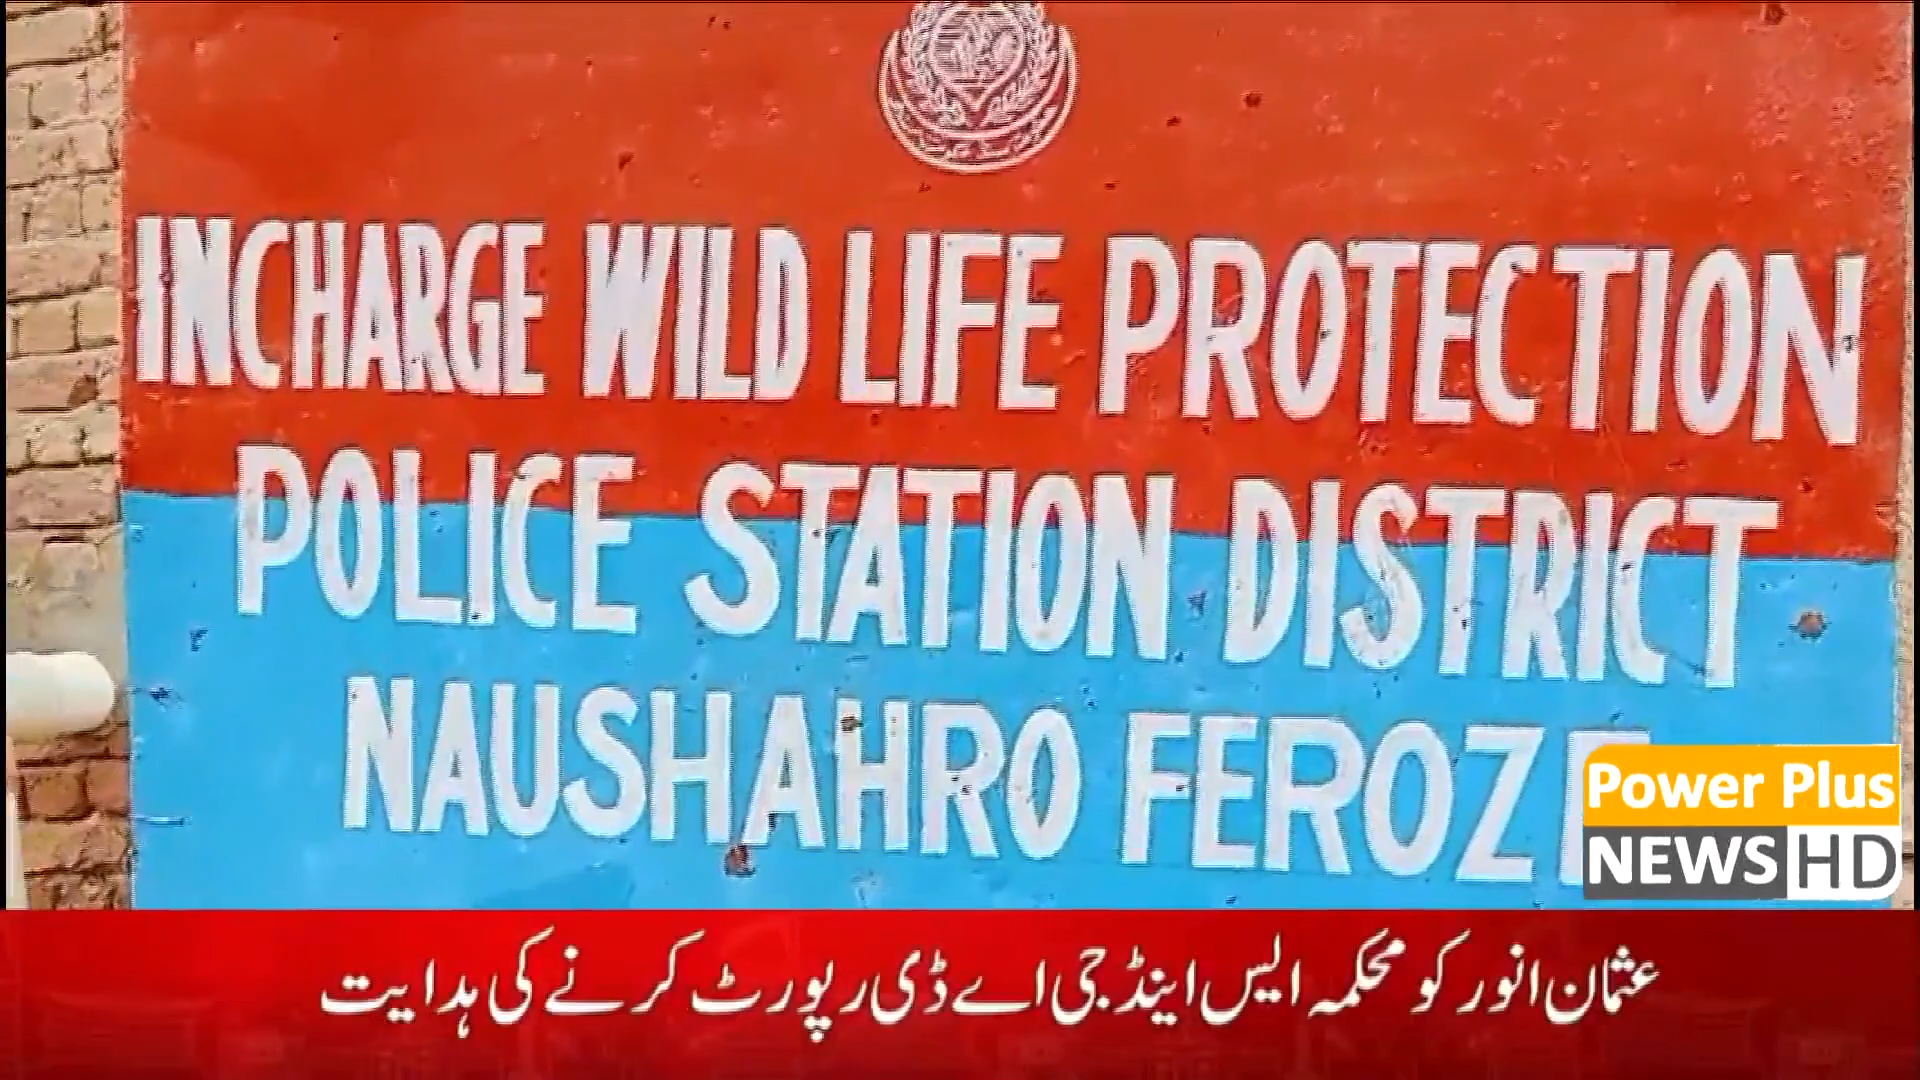 INCHARGE WILD LIFE PROTECTION
POLICE STATION DISTRICT
NAUSHAHRO FEROZE
Power Plus
NEWS HD
عثمان انور کو محکمہ ایس اینڈ جی اے ڈی رپورٹ کرنے کی ہدایت